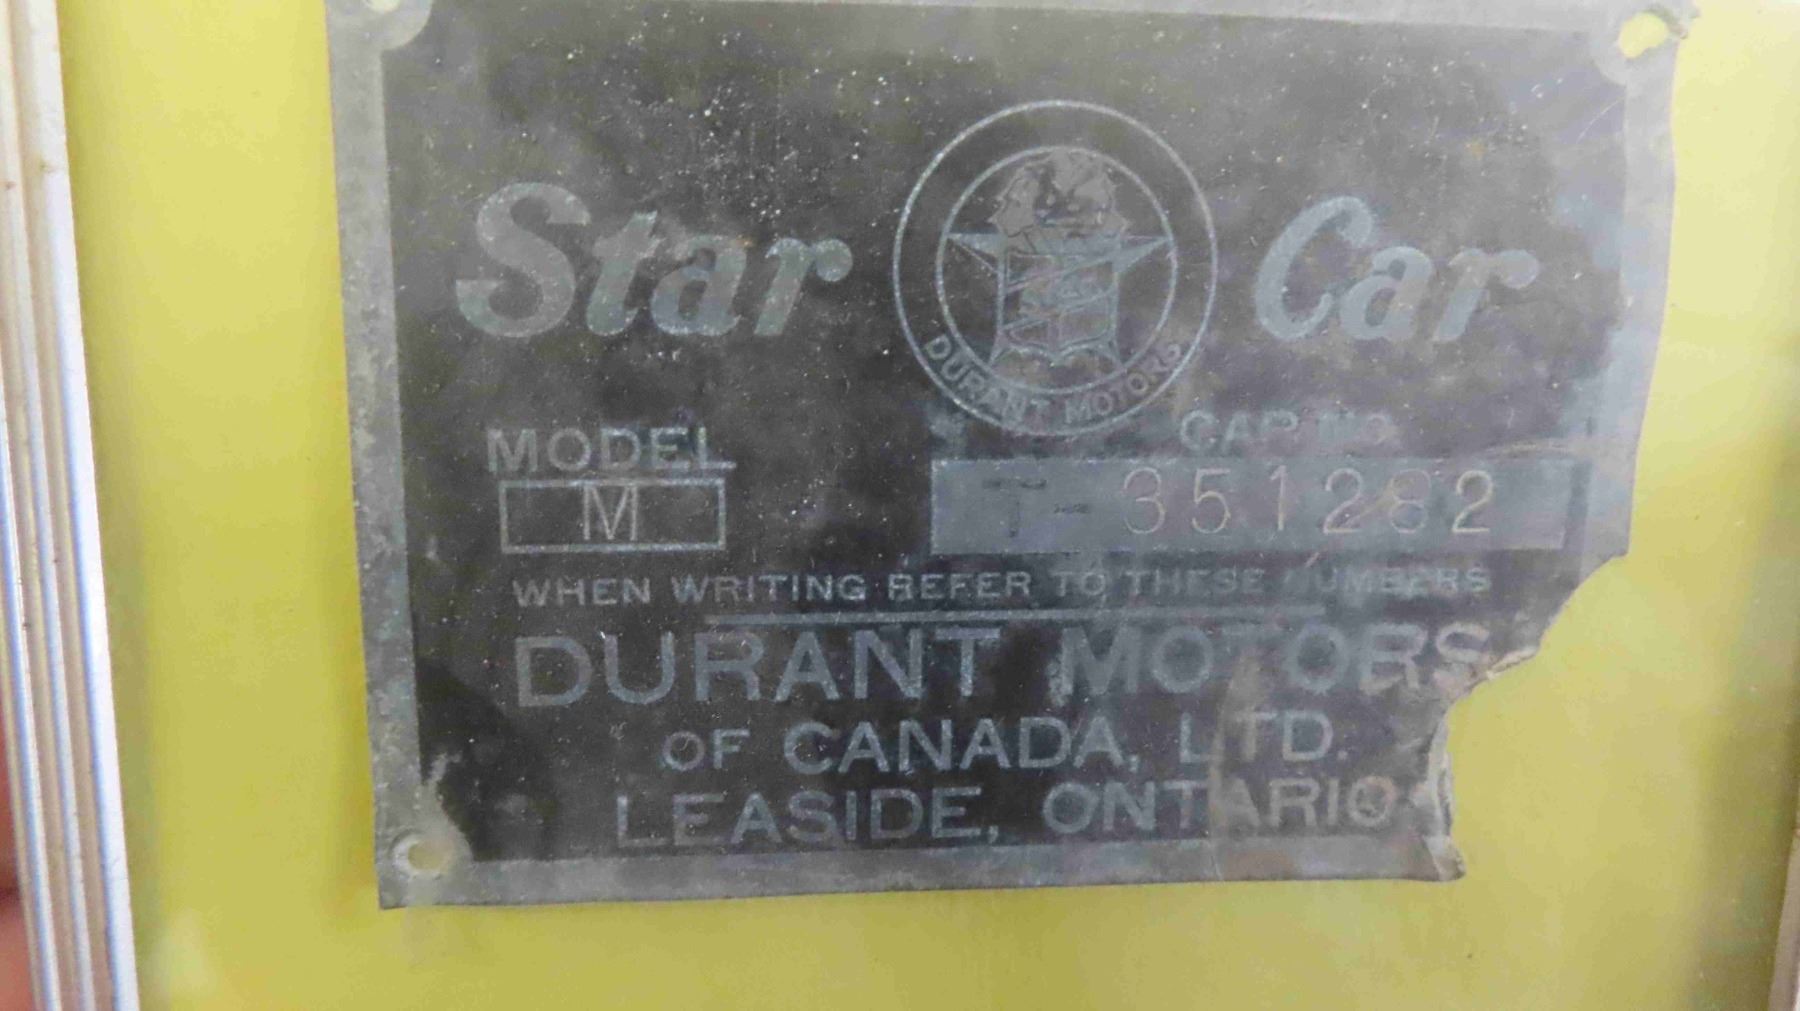 Star Car
DURANT MOTORS
MODEL
CAR NO.
M
T-351282
WHEN WRITING REFER TO THESE NUMBERS
DURANT MOTORS
OF CANADA, LTD.
LEASIDE, ONTARIO